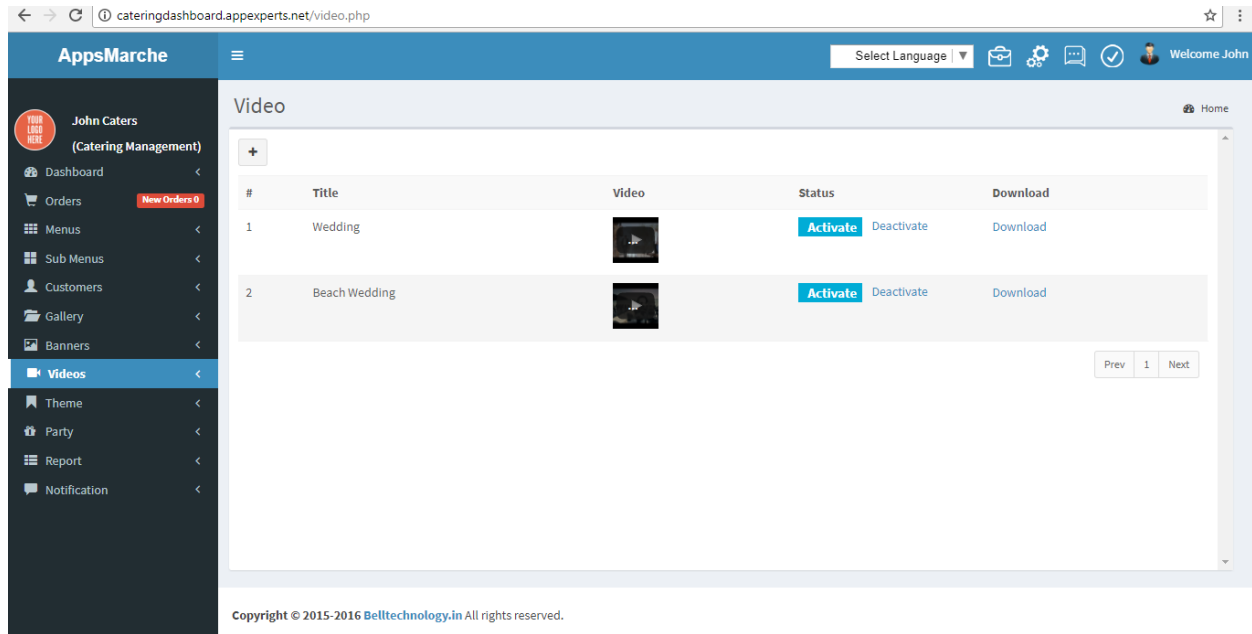 cateringdashboard.appexperts.net/video.php
AppsMarche
Select Language ▼
Welcome John
YOUR
LOGO
HERE
John Caters
(Catering Management)
Dashboard
Orders New Orders 0
Menus
Sub Menus
Customers
Gallery
Banners
Videos
Theme
Party
Report
Notification
Video
Home
+
# Title Video Status Download
1 Wedding Activate Deactivate Download
2 Beach Wedding Activate Deactivate Download
Prev 1 Next
Copyright © 2015-2016 Belltechnology.in All rights reserved.